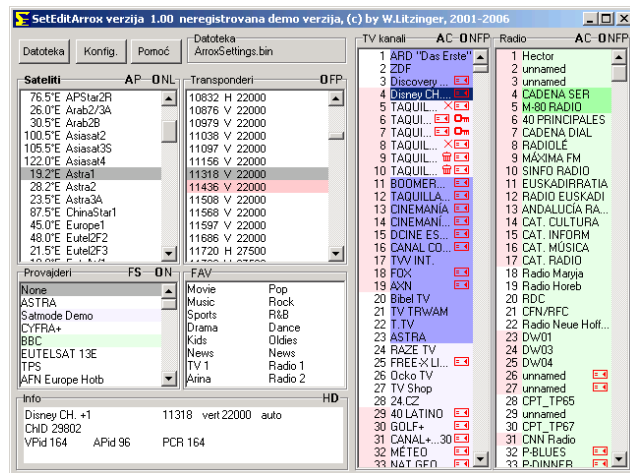 SetEditArrox verzija 1.00 neregistrovana demo verzija, (c) by W.Litzinger, 2001-2006
Datoteka
Konfig.
Pomoć
Datoteka
ArroxSettings.bin
Sateliti AP ONL
76.5°E APStar2R
26.0°E Arab2/3A
30.5°E Arab2B
100.5°E Asiasat2
105.5°E Asiasat3S
122.0°E Asiasat4
19.2°E Astra1
28.2°E Astra2
23.5°E Astra3A
87.5°E ChinaStar1
45.0°E Europe1
48.0°E Eutel2F2
21.5°E Eutel2F3
Transponderi OFP
10832 H 22000
10876 V 22000
10979 V 22000
11038 V 22000
11097 V 22000
11156 V 22000
11318 V 22000
11436 V 22000
11508 V 22000
11568 V 22000
11597 V 22000
11686 V 22000
11720 H 27500
Provajderi FS ON
None
ASTRA
Satmode Demo
CYFRA+
BBC
EUTELSAT 13E
TPS
AFN Europe Hotb
FAV
Movie Pop
Music Rock
Sports R&B
Drama Dance
Kids Oldies
News News
TV 1 Radio 1
Arina Radio 2
Info HD
Disney CH. +1 11318 vert 22000 auto
ChID 29802
VPid 164 APid 96 PCR 164
TV kanali AC ONFP
1 ARD "Das Erste"
2 ZDF
3 Discovery ...
4 Disney CH....
5 TAQUIL...
6 TAQUI...
7 TAQUI...
8 TAQUIL...
9 TAQUIL...
10 TAQUIL...
11 BOOMER...
12 TAQUILLA...
13 CINEMANÍA
14 CINEMANÍ...
15 DCINE ES...
16 CANAL CO...
17 TVV INT.
18 FOX
19 AXN
20 Bibel TV
21 TV TRWAM
22 T.TV
23 ASTRA
24 RAZE TV
25 FREE-X LI...
26 Ocko TV
27 TV Shop
28 24.CZ
29 40 LATINO
30 GOLF+
31 CANAL+...30
32 MÉTEO
33 NAT GEO
Radio AC ONFP
1 Hector
2 unnamed
3 unnamed
4 CADENA SER
5 M-80 RADIO
6 40 PRINCIPALES
7 CADENA DIAL
8 RADIOLÉ
9 MÁXIMA FM
10 SINFO RADIO
11 EUSKADIRRATIA
12 RADIO EUSKADI
13 ANDALUCÍA RA...
14 CAT. CULTURA
15 CAT. INFORM
16 CAT. MÚSICA
17 CAT. RADIO
18 Radio Maryja
19 Radio Horeb
20 RDC
21 CFN/RFC
22 Radio Neue Hoff...
23 DW01
24 DW03
25 DW04
26 unnamed
27 unnamed
28 CPT_TP65
29 unnamed
30 CPT_TP67
31 CNN Radio
32 P-BLUES
33 P-DINNER